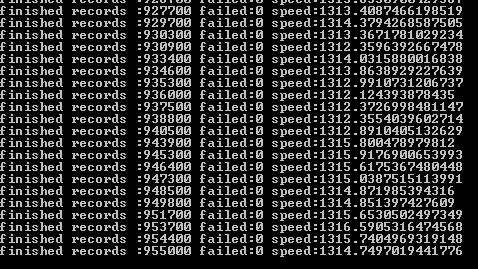 finished records :927700 failed:0 speed:1313.4087466198519
finished records :929700 failed:0 speed:1314.3794268587505
finished records :930300 failed:0 speed:1313.3671781029234
finished records :930900 failed:0 speed:1312.3596392667478
finished records :933400 failed:0 speed:1314.0315880016838
finished records :934600 failed:0 speed:1313.8638929227639
finished records :935300 failed:0 speed:1312.9910731206737
finished records :936000 failed:0 speed:1312.124393878435
finished records :937500 failed:0 speed:1312.3726998481147
finished records :938800 failed:0 speed:1312.3554039602714
finished records :940500 failed:0 speed:1312.8910405132629
finished records :943900 failed:0 speed:1315.800478979812
finished records :945300 failed:0 speed:1315.9176900653993
finished records :946400 failed:0 speed:1315.6175367480448
finished records :947300 failed:0 speed:1315.0387515113991
finished records :948500 failed:0 speed:1314.871985394316
finished records :949800 failed:0 speed:1314.851397427609
finished records :951700 failed:0 speed:1315.6530502497349
finished records :953700 failed:0 speed:1316.5905316474568
finished records :954400 failed:0 speed:1315.7404969319148
finished records :955000 failed:0 speed:1314.7497019441776